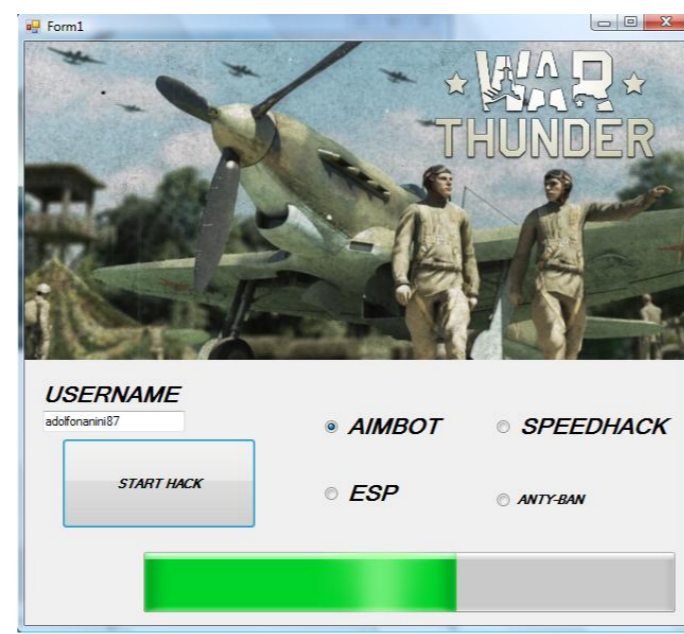 Form1
WAR
THUNDER
USERNAME
adolfonanini87
START HACK
AIMBOT
SPEEDHACK
ESP
ANTY-BAN